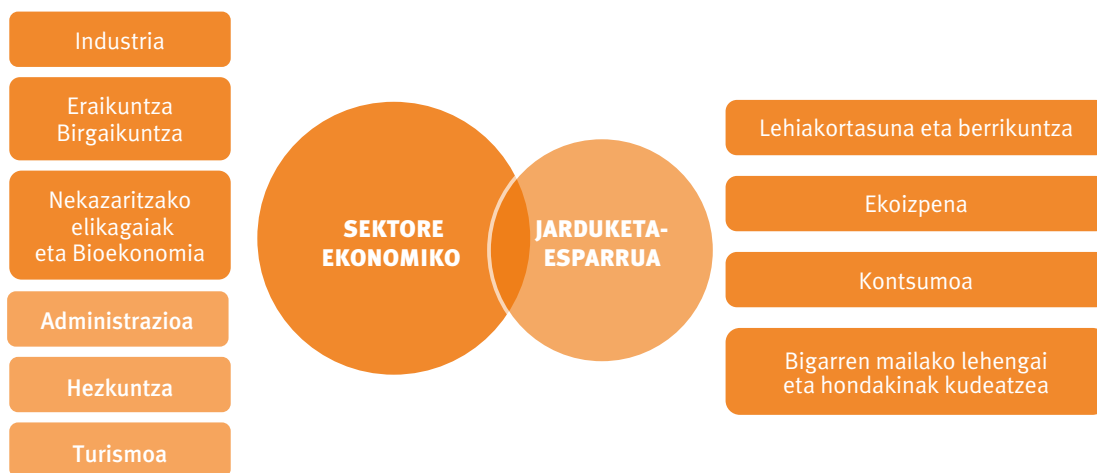 Industria
Eraikuntza
Birgaikuntza
Nekazaritzako
elikagaiak
eta Bioekonomia
Administrazioa
Hezkuntza
Turismoa
SEKTORE
EKONOMIKO
JARDUKETA-
ESPARRUA
Lehiakortasuna eta berrikuntza
Ekoizpena
Kontsumoa
Bigarren mailako lehengai
eta hondakinak kudeatzea